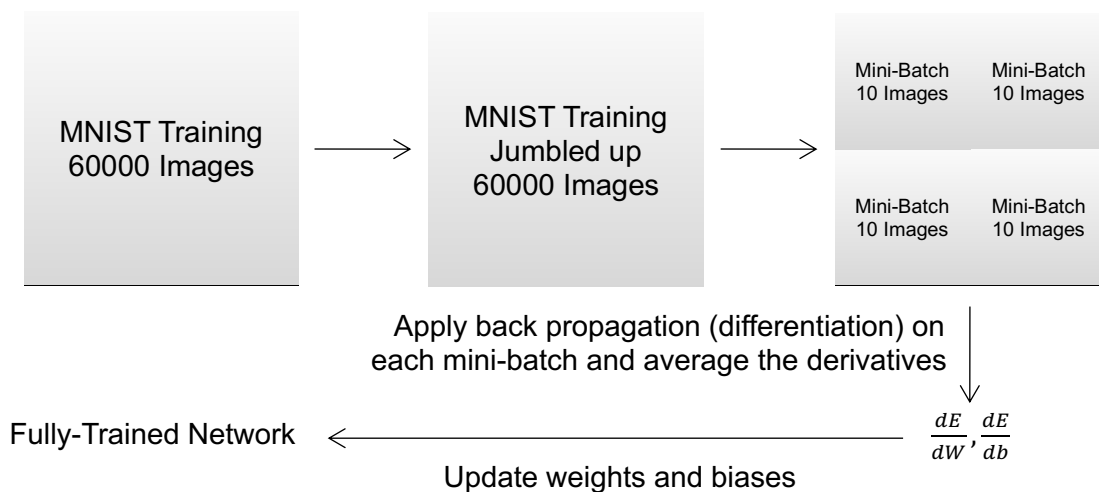 MNIST Training
60000 Images
MNIST Training
Jumbled up
60000 Images
Mini-Batch
10 Images
Mini-Batch
10 Images
Mini-Batch
10 Images
Mini-Batch
10 Images
Apply back propagation (differentiation) on
each mini-batch and average the derivatives
dE/dW, dE/db
Fully-Trained Network
Update weights and biases